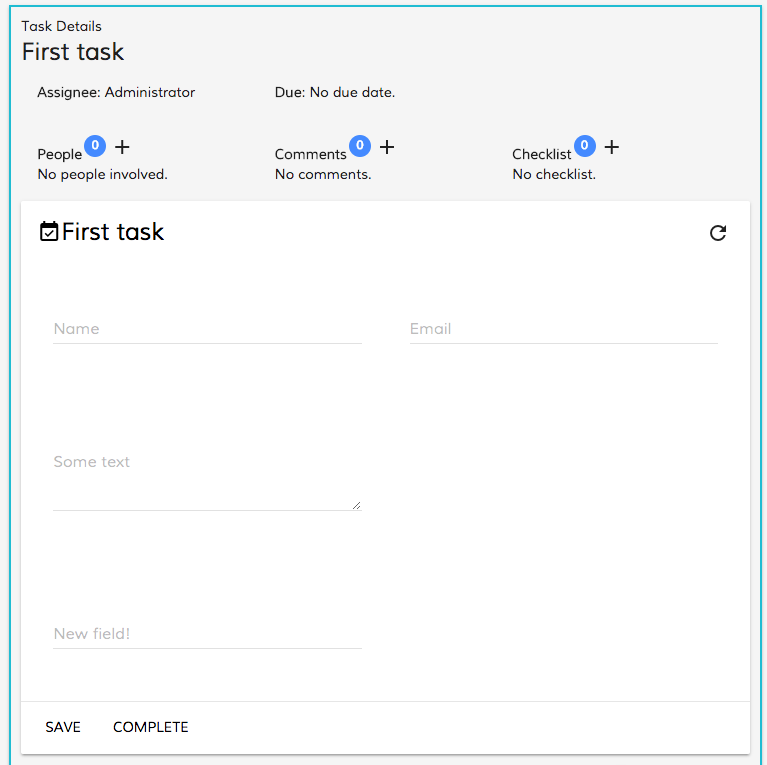 Task Details
First task
Assignee: Administrator Due: No due date.
People 0 + Comments 0 + Checklist 0 +
No people involved. No comments. No checklist.
First task
Name Email
Some text
New field!
SAVE COMPLETE